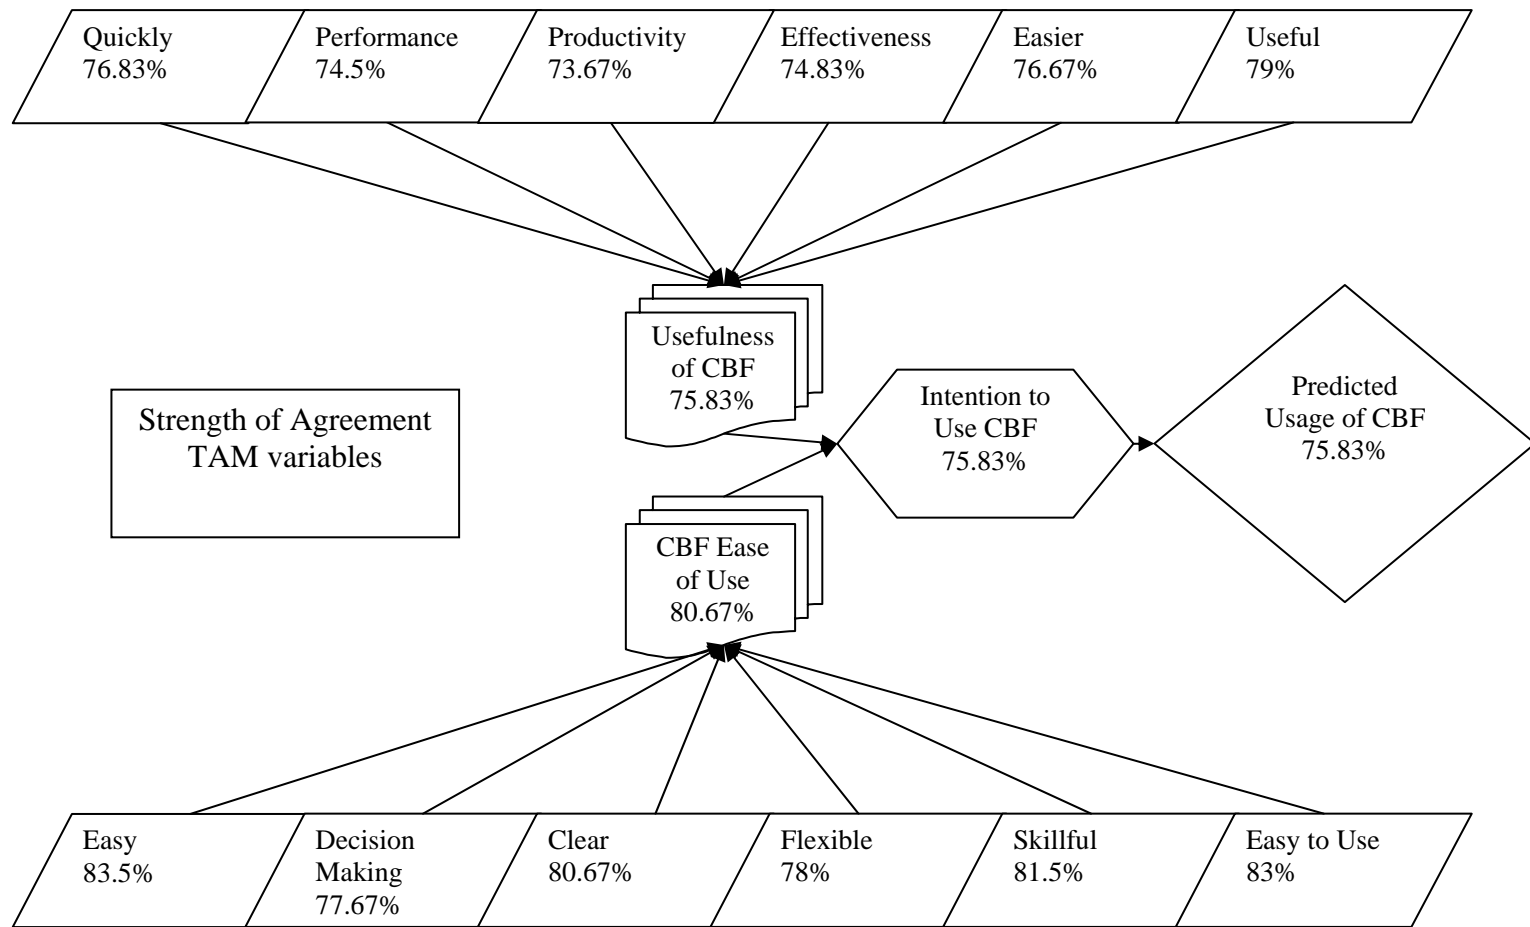 Quickly
76.83%
Performance
74.5%
Productivity
73.67%
Effectiveness
74.83%
Easier
76.67%
Useful
79%
Usefulness
of CBF
75.83%
Strength of Agreement
TAM variables
Intention to
Use CBF
75.83%
Predicted
Usage of CBF
75.83%
CBF Ease
of Use
80.67%
Easy
83.5%
Decision
Making
77.67%
Clear
80.67%
Flexible
78%
Skillful
81.5%
Easy to Use
83%